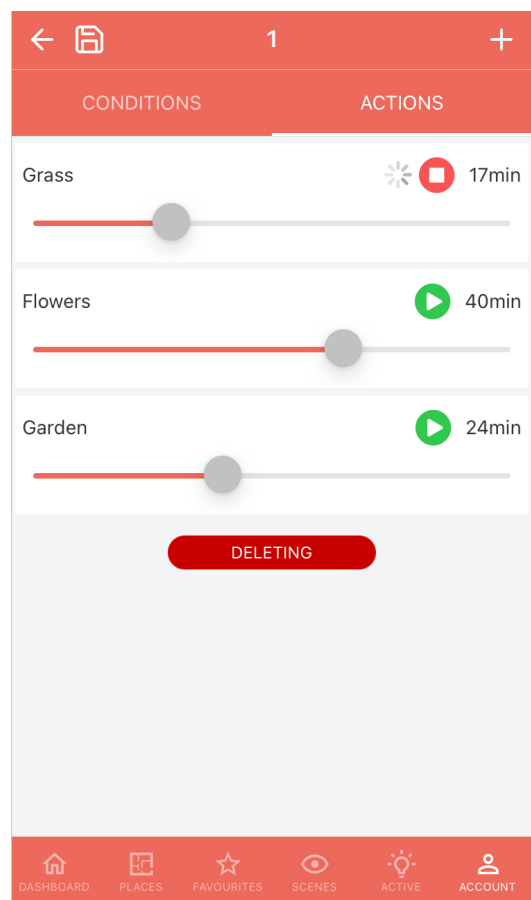 1
CONDITIONS ACTIONS
Grass 17min
Flowers 40min
Garden 24min
DELETING
DASHBOARD PLACES FAVOURITES SCENES ACTIVE ACCOUNT